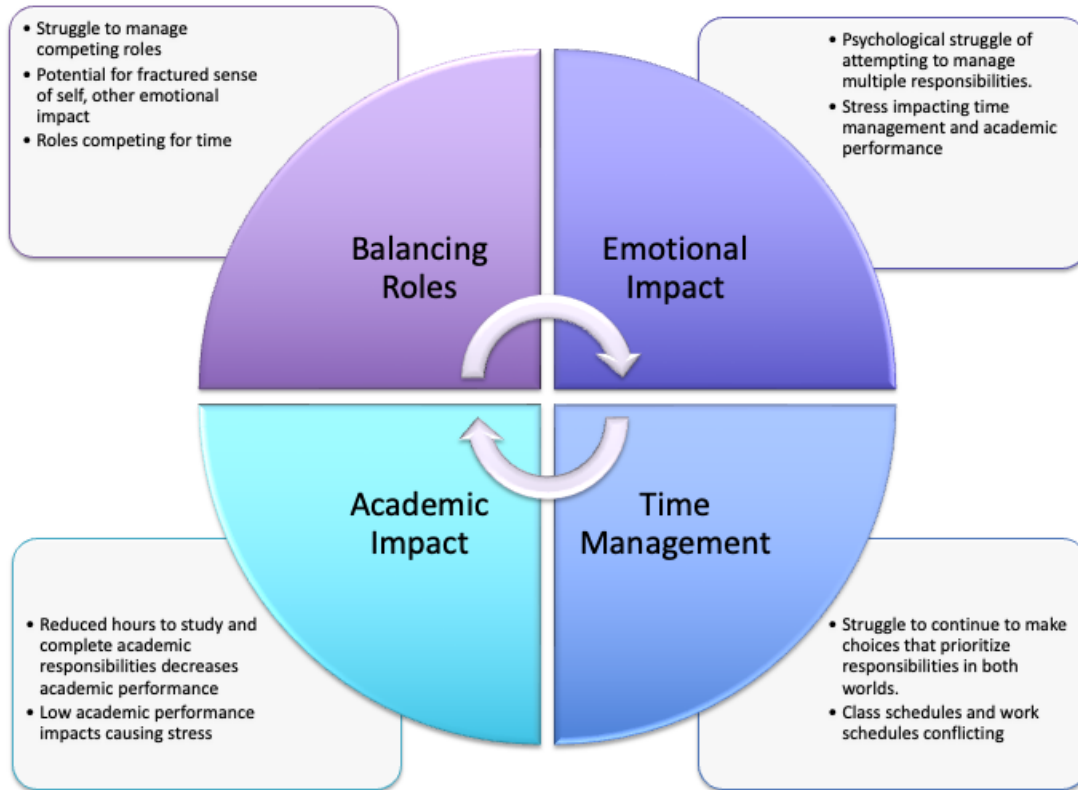 • Struggle to manage
competing roles
• Potential for fractured sense
of self, other emotional
impact
• Roles competing for time
• Psychological struggle of
attempting to manage
multiple responsibilities.
• Stress impacting time
management and academic
performance
Balancing
Roles
Emotional
Impact
Academic
Impact
Time
Management
• Reduced hours to study and
complete academic
responsibilities decreases
academic performance
• Low academic performance
impacts causing stress
• Struggle to continue to make
choices that prioritize
responsibilities in both
worlds.
• Class schedules and work
schedules conflicting